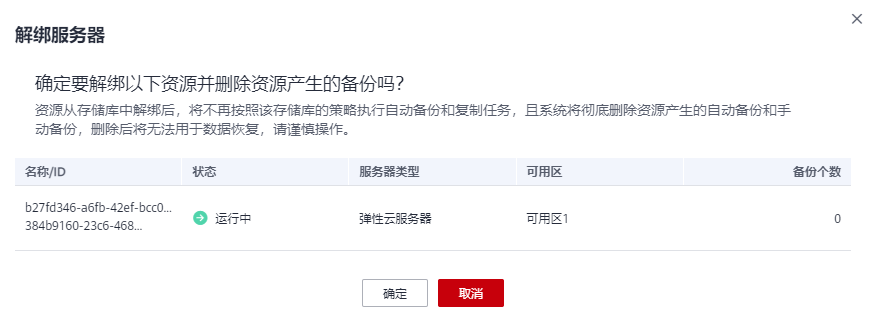 解绑服务器
确定要解绑以下资源并删除资源产生的备份吗？
资源从存储库中解绑后，将不再按照该存储库的策略执行自动备份和复制任务，且系统将彻底删除资源产生的自动备份和手
动备份，删除后将无法用于数据恢复，请谨慎操作。
名称/ID 状态 服务器类型 可用区 备份个数
b27fd346-a6fb-42ef-bcc0...
384b9160-23c6-468...
运行中 弹性云服务器 可用区1 0
确定 取消